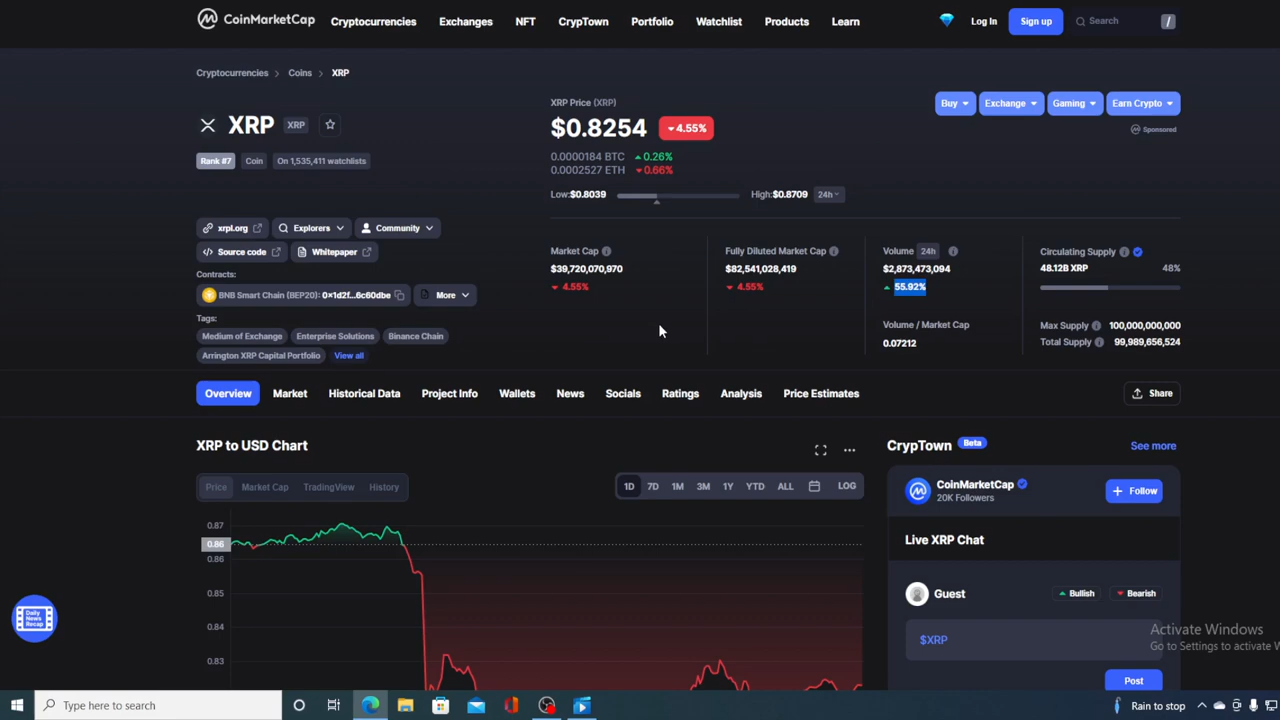 CoinMarketCap Cryptocurrencies Exchanges NFT CrypTown Portfolio Watchlist Products Learn Log In Sign up Search /
Cryptocurrencies > Coins > XRP
XRP XRP
Rank #7 Coin On 1,535,411 watchlists
xrpl.org Explorers Community
Source code Whitepaper
Contracts:
BNB Smart Chain (BEP20): 0x1d2f...6c60dbe More
Tags:
Medium of Exchange Enterprise Solutions Binance Chain
Arrington XRP Capital Portfolio View all
XRP Price (XRP)
$0.8254 4.55%
0.0000184 BTC 0.26%
0.0002527 ETH 0.66%
Low:$0.8039 High:$0.8709 24h
Buy Exchange Gaming Earn Crypto
Sponsored
Market Cap
$39,720,070,970
4.55%
Fully Diluted Market Cap
$82,541,028,419
4.55%
Volume 24h
$2,873,473,094
55.92%
Volume / Market Cap
0.07212
Circulating Supply
48.12B XRP 48%
Max Supply 100,000,000,000
Total Supply 99,989,656,524
Overview Market Historical Data Project Info Wallets News Socials Ratings Analysis Price Estimates Share
XRP to USD Chart
Price Market Cap TradingView History 1D 7D 1M 3M 1Y YTD ALL LOG
0.87
0.86
0.86
0.85
0.84
0.83
CrypTown Beta See more
CoinMarketCap
20K Followers
+ Follow
Live XRP Chat
Guest Bullish Bearish
$XRP
Post
Daily
News
Recap
Activate Windows
Go to Settings to activate W
Type here to search Rain to stop